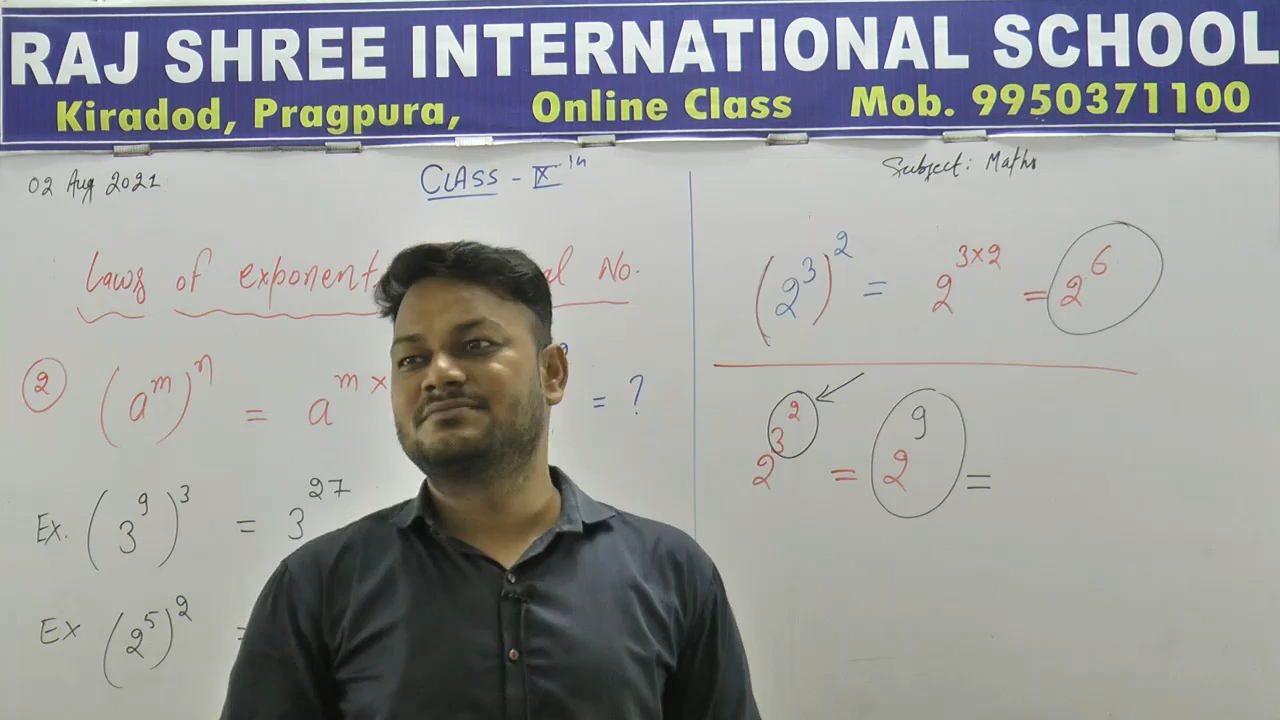 RAJ SHREE INTERNATIONAL SCHOOL
Kiradod, Pragpura, Online Class Mob. 9950371100
02 Aug 2021
CLASS - X th
Subject: Maths
Laws of exponent al No.
② (a^m)^n = a^m × = ?
Ex. (3^9)^3 = 3^27
Ex (2^5)^2 =
(2^3)^2 = 2^3×2 = 2^6
2^3^2 = 2^9 =